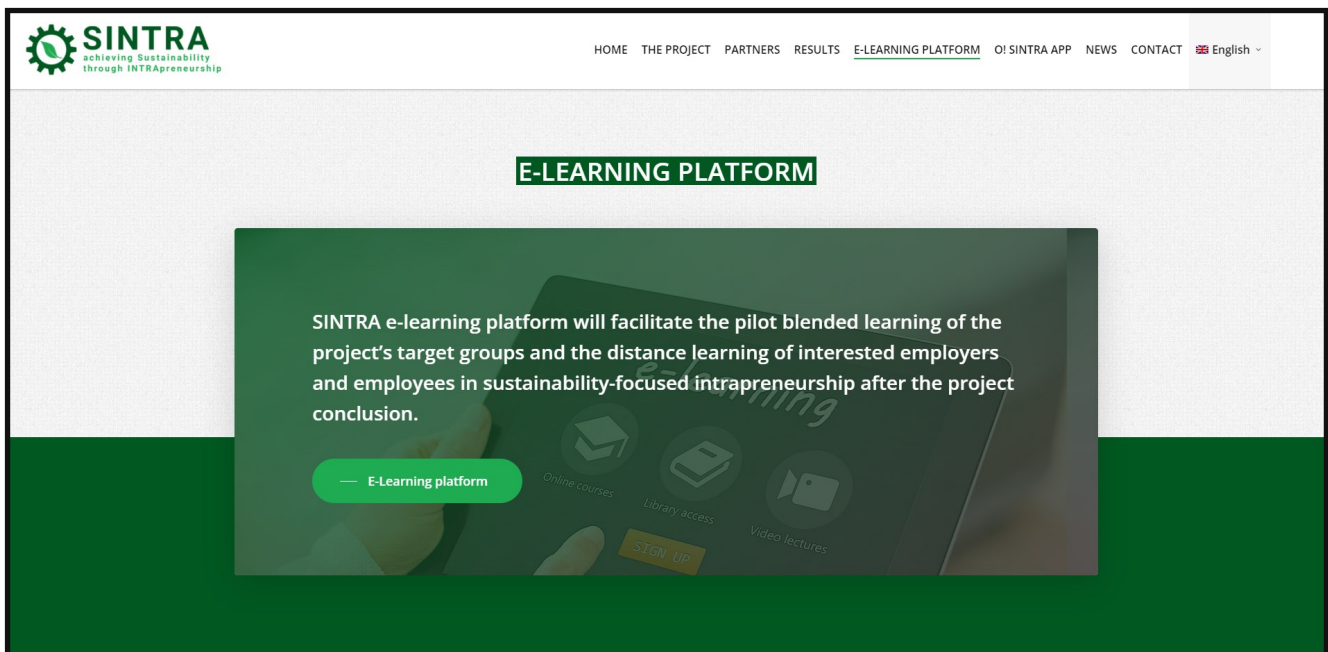 SINTRA
achieving Sustainability
through INTRApreneurship
HOME THE PROJECT PARTNERS RESULTS E-LEARNING PLATFORM O! SINTRA APP NEWS CONTACT English
E-LEARNING PLATFORM
SINTRA e-learning platform will facilitate the pilot blended learning of the
project’s target groups and the distance learning of interested employers
and employees in sustainability-focused intrapreneurship after the project
conclusion.
E-Learning platform
e-learning
Online courses
Library access
Video lectures
SIGN UP